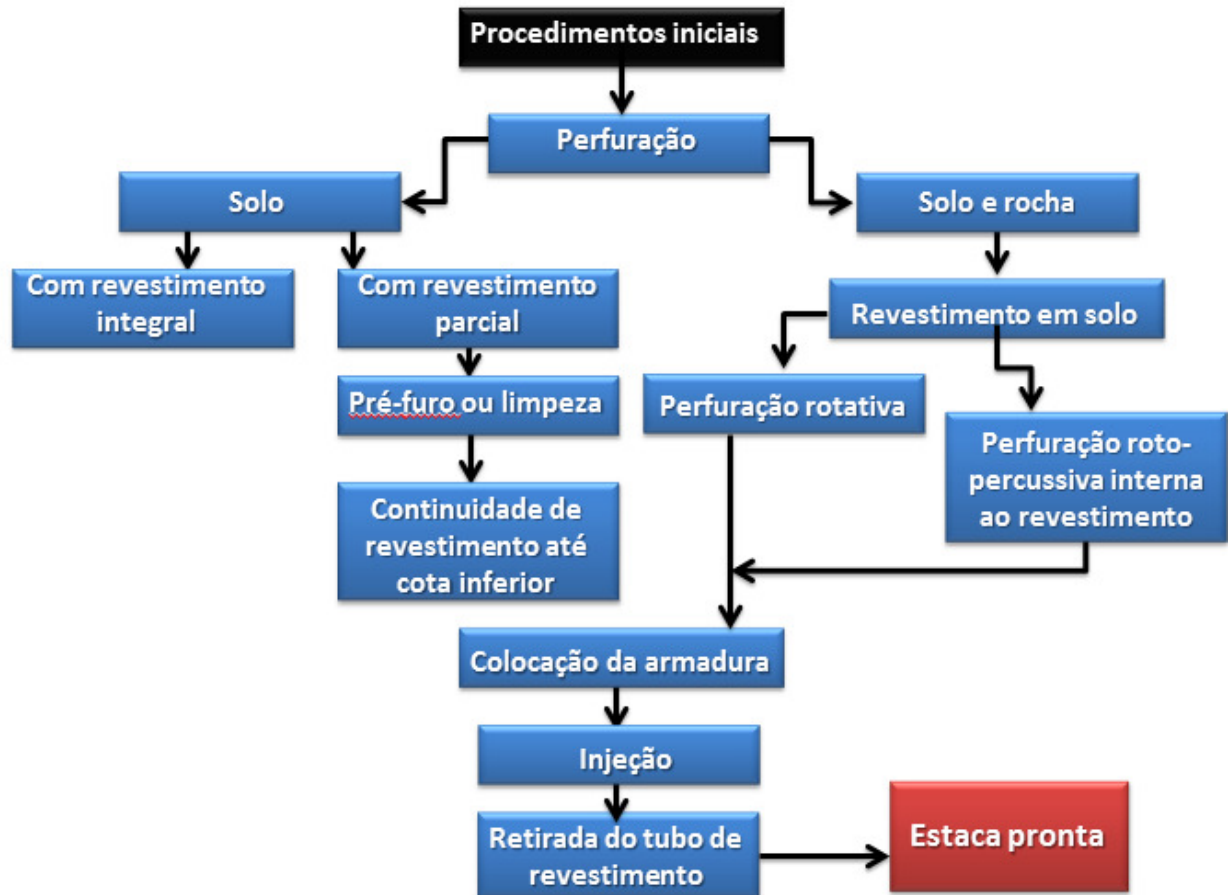 Procedimentos iniciais
Perfuração
Solo
Solo e rocha
Com revestimento
integral
Com revestimento
parcial
Revestimento em solo
Pré-furo ou limpeza
Perfuração rotativa
Perfuração roto-
percussiva interna
ao revestimento
Continuidade de
revestimento até
cota inferior
Colocação da armadura
Injeção
Retirada do tubo de
revestimento
Estaca pronta